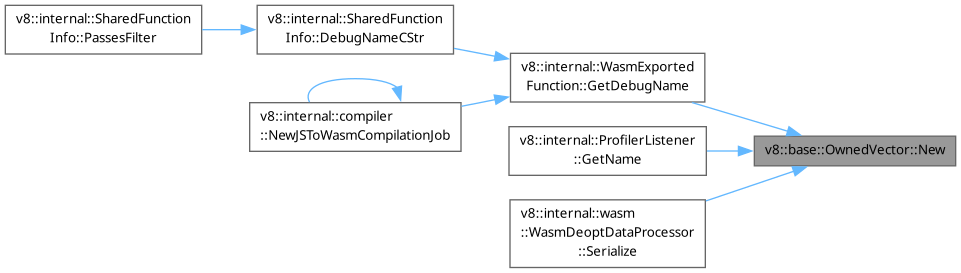 v8::internal::SharedFunction
Info::PassesFilter
v8::internal::SharedFunction
Info::DebugNameCStr
v8::internal::compiler
::NewJSToWasmCompilationJob
v8::internal::WasmExported
Function::GetDebugName
v8::internal::ProfilerListener
::GetName
v8::internal::wasm
::WasmDeoptDataProcessor
::Serialize
v8::base::OwnedVector::New